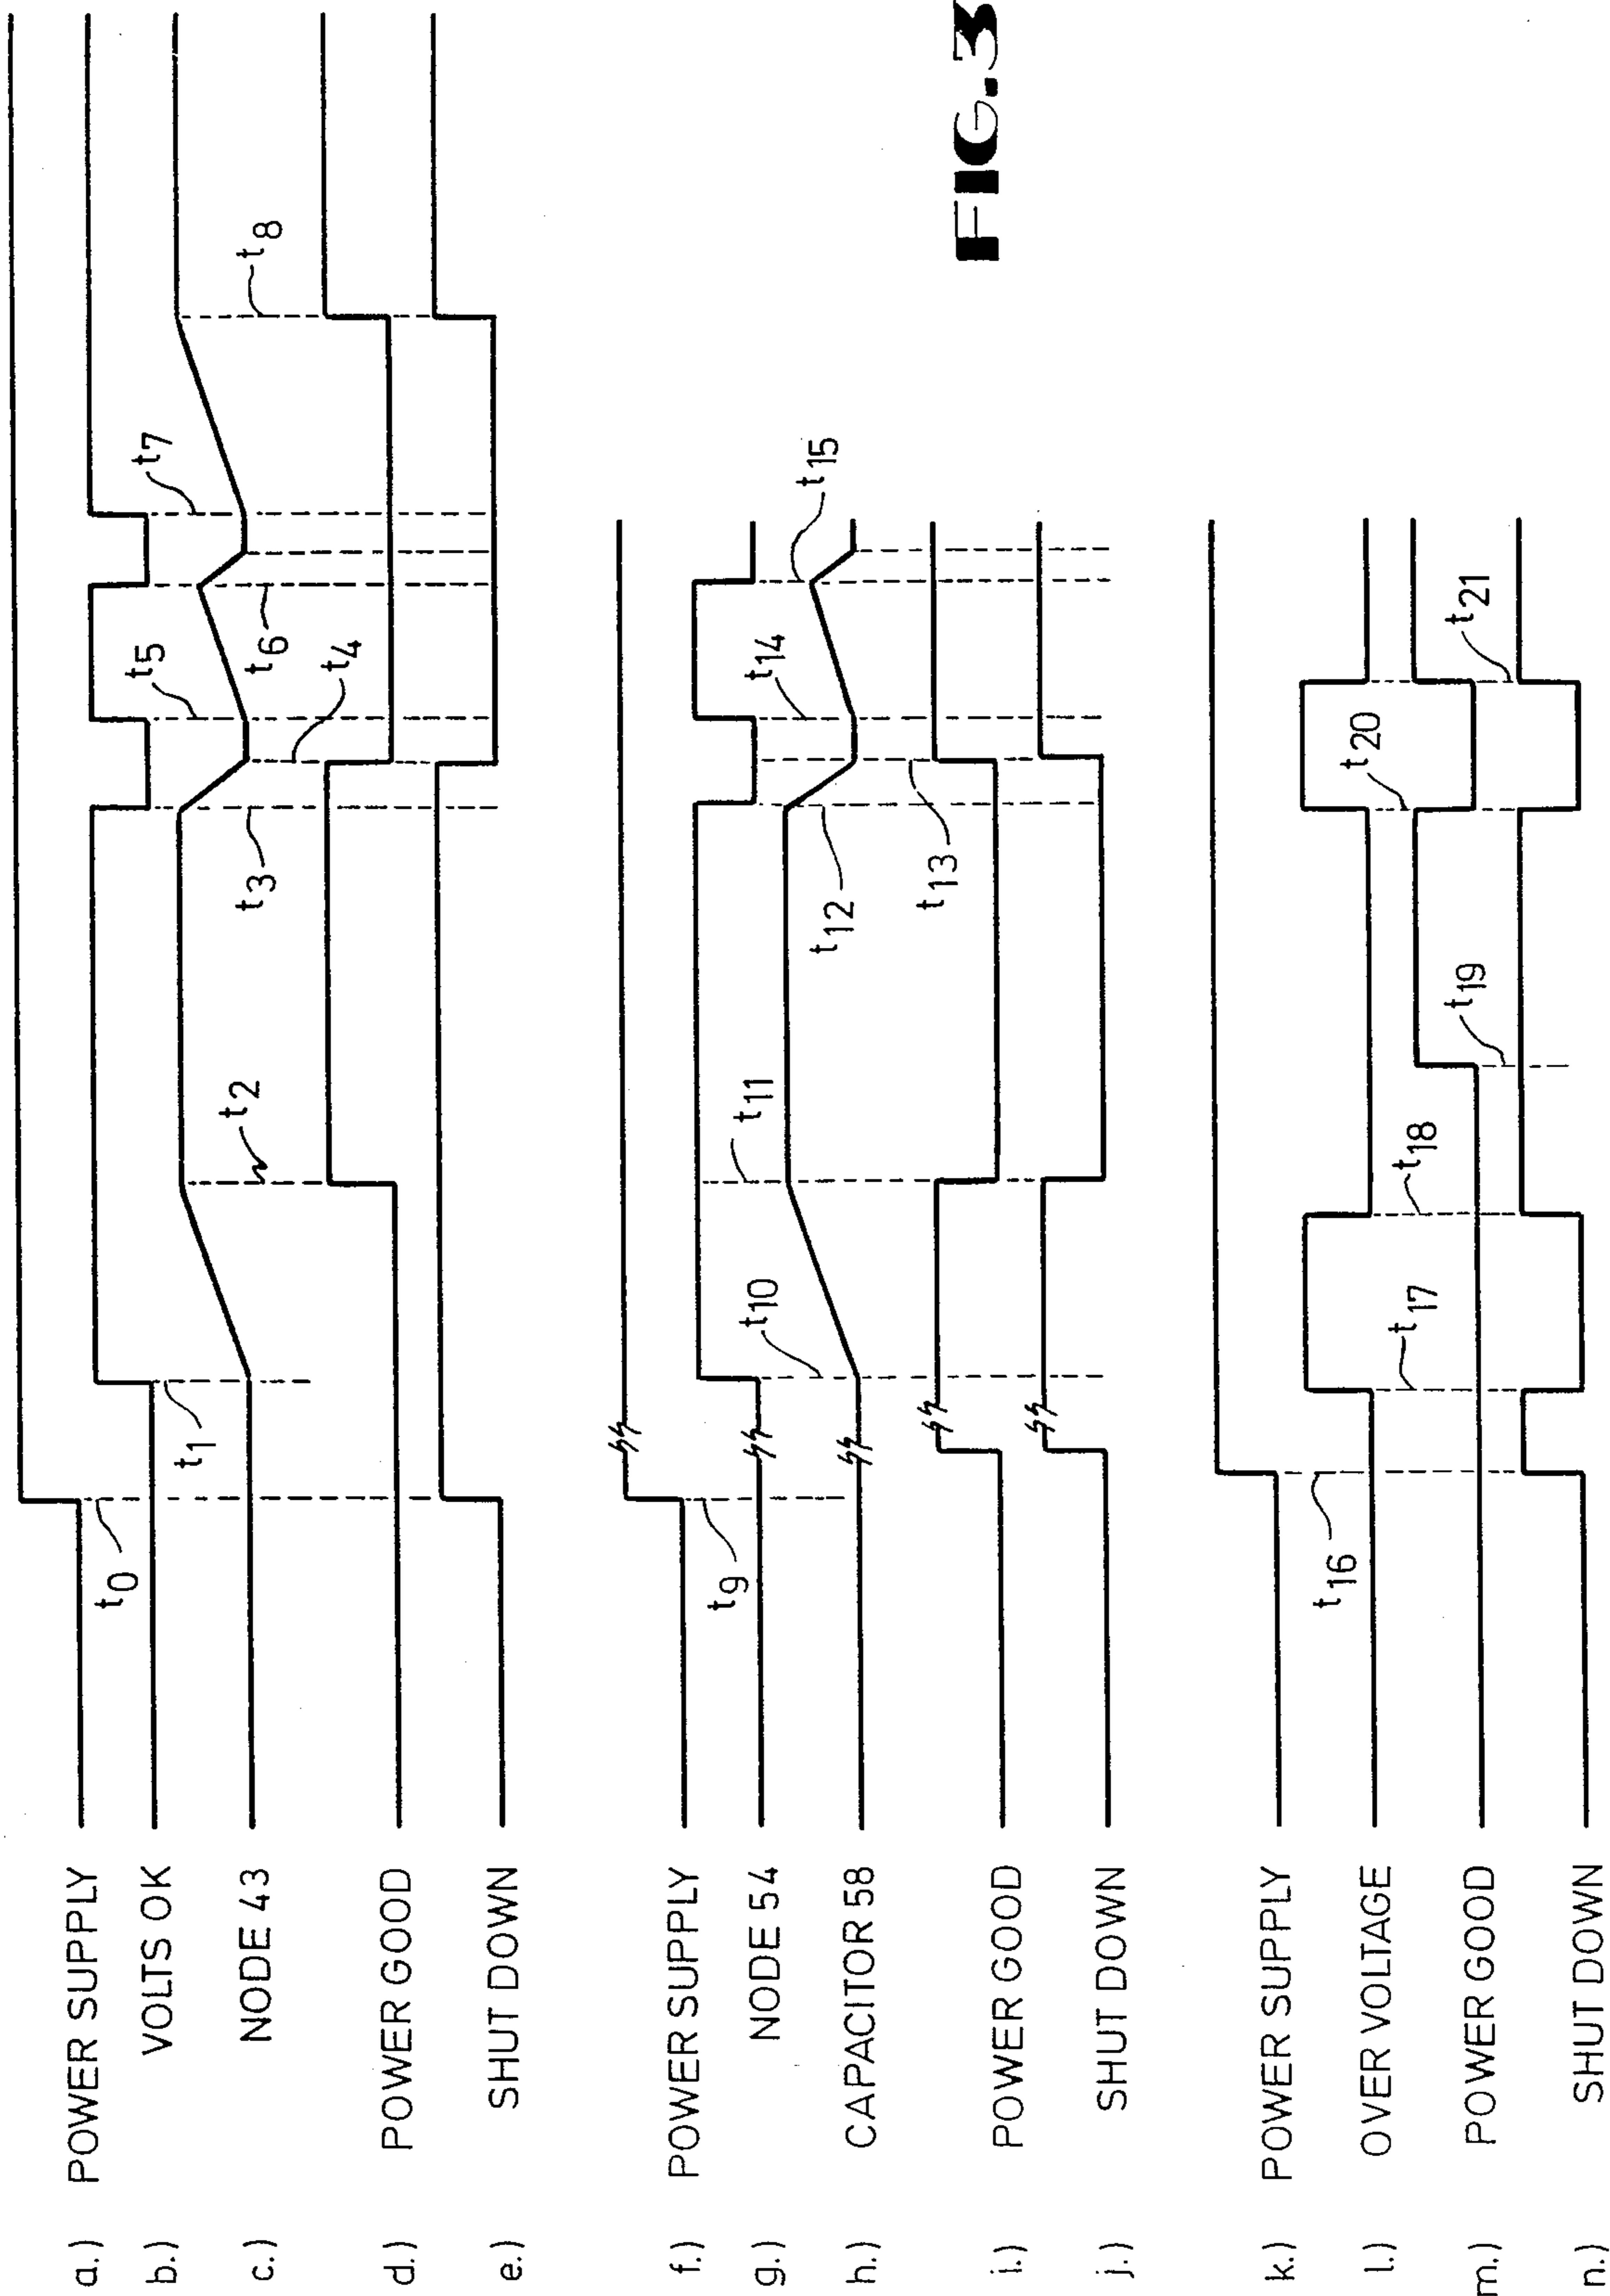 a.) POWER SUPPLY
b.) VOLTS OK
c.) NODE 43
d.) POWER GOOD
e.) SHUT DOWN
t0
t1
t2
t3
t4
t5
t6
t7
t8
f.) POWER SUPPLY
g.) NODE 54
h.) CAPACITOR 58
i.) POWER GOOD
j.) SHUT DOWN
t9
t10
t11
t12
t13
t14
t15
k.) POWER SUPPLY
l.) OVER VOLTAGE
m.) POWER GOOD
n.) SHUT DOWN
t16
t17
t18
t19
t20
t21
FIG.3